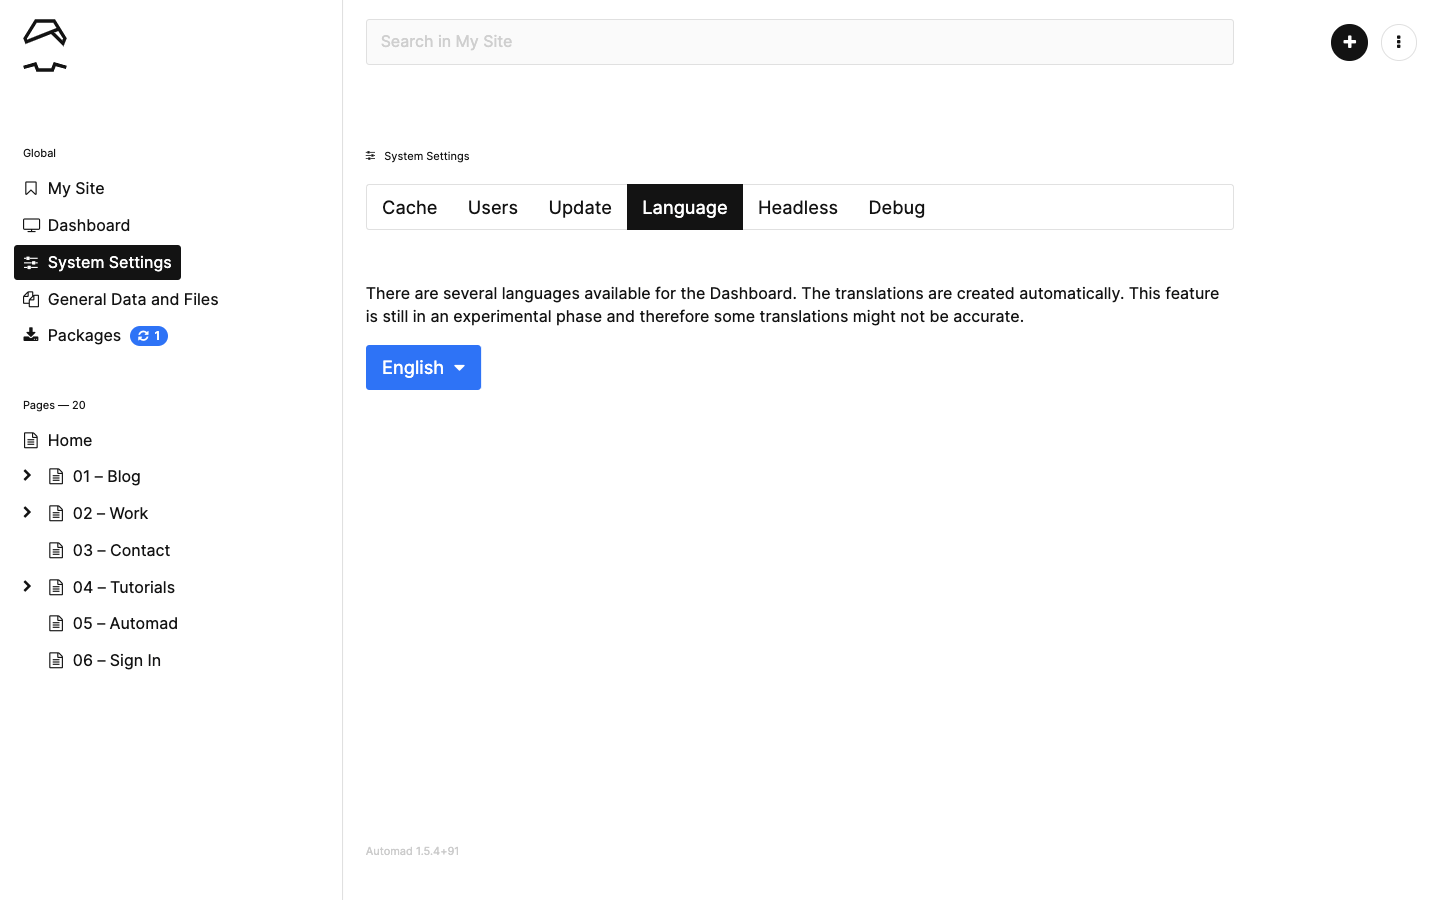 Search in My Site
Global
My Site
Dashboard
System Settings
General Data and Files
Packages 1
Pages — 20
Home
01 – Blog
02 – Work
03 – Contact
04 – Tutorials
05 – Automad
06 – Sign In
System Settings
Cache Users Update Language Headless Debug
There are several languages available for the Dashboard. The translations are created automatically. This feature
is still in an experimental phase and therefore some translations might not be accurate.
English
Automad 1.5.4+91